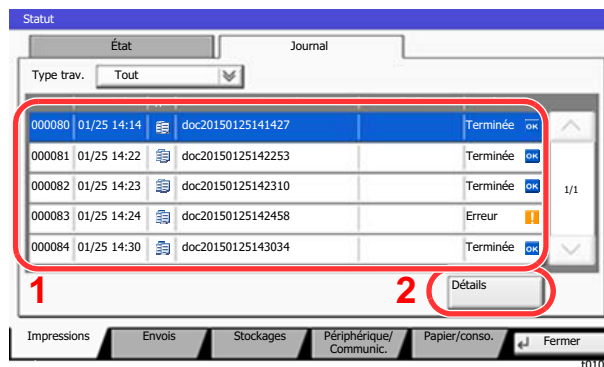 Statut
État Journal
Type trav. Tout
000080 01/25 14:14 doc20150125141427 Terminée OK
000081 01/25 14:22 doc20150125142253 Terminée OK
000082 01/25 14:23 doc20150125142310 Terminée OK
1/1
000083 01/25 14:24 doc20150125142458 Erreur !
000084 01/25 14:30 doc20150125143034 Terminée OK
1 2 Détails
Impressions Envois Stockages Périphérique/
Communic. Papier/conso. Fermer